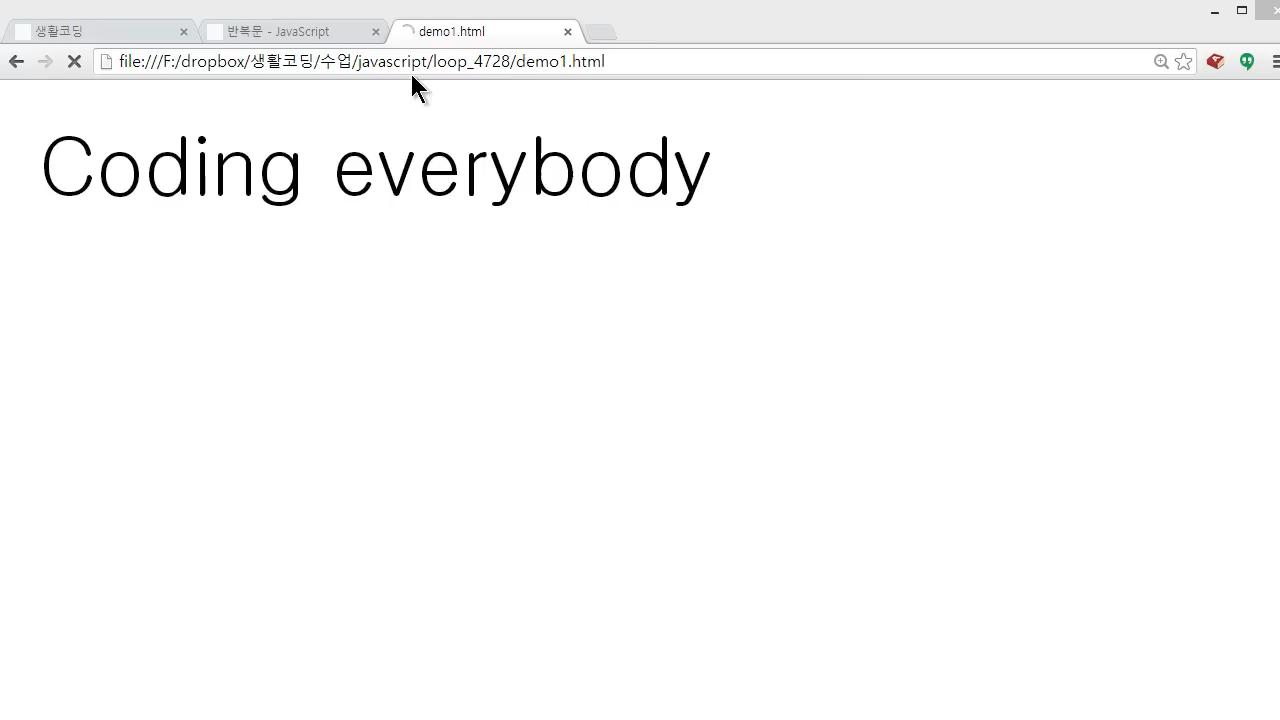 생활코딩
반복문 - JavaScript
demo1.html
file:///F:/dropbox/생활코딩/수업/javascript/loop_4728/demo1.html
Coding everybody